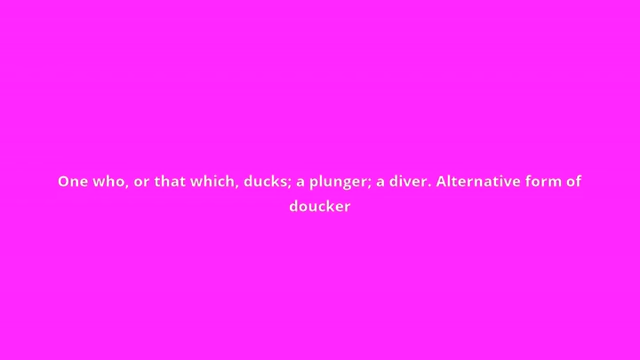 One who, or that which, ducks; a plunger; a diver. Alternative form of
doucker